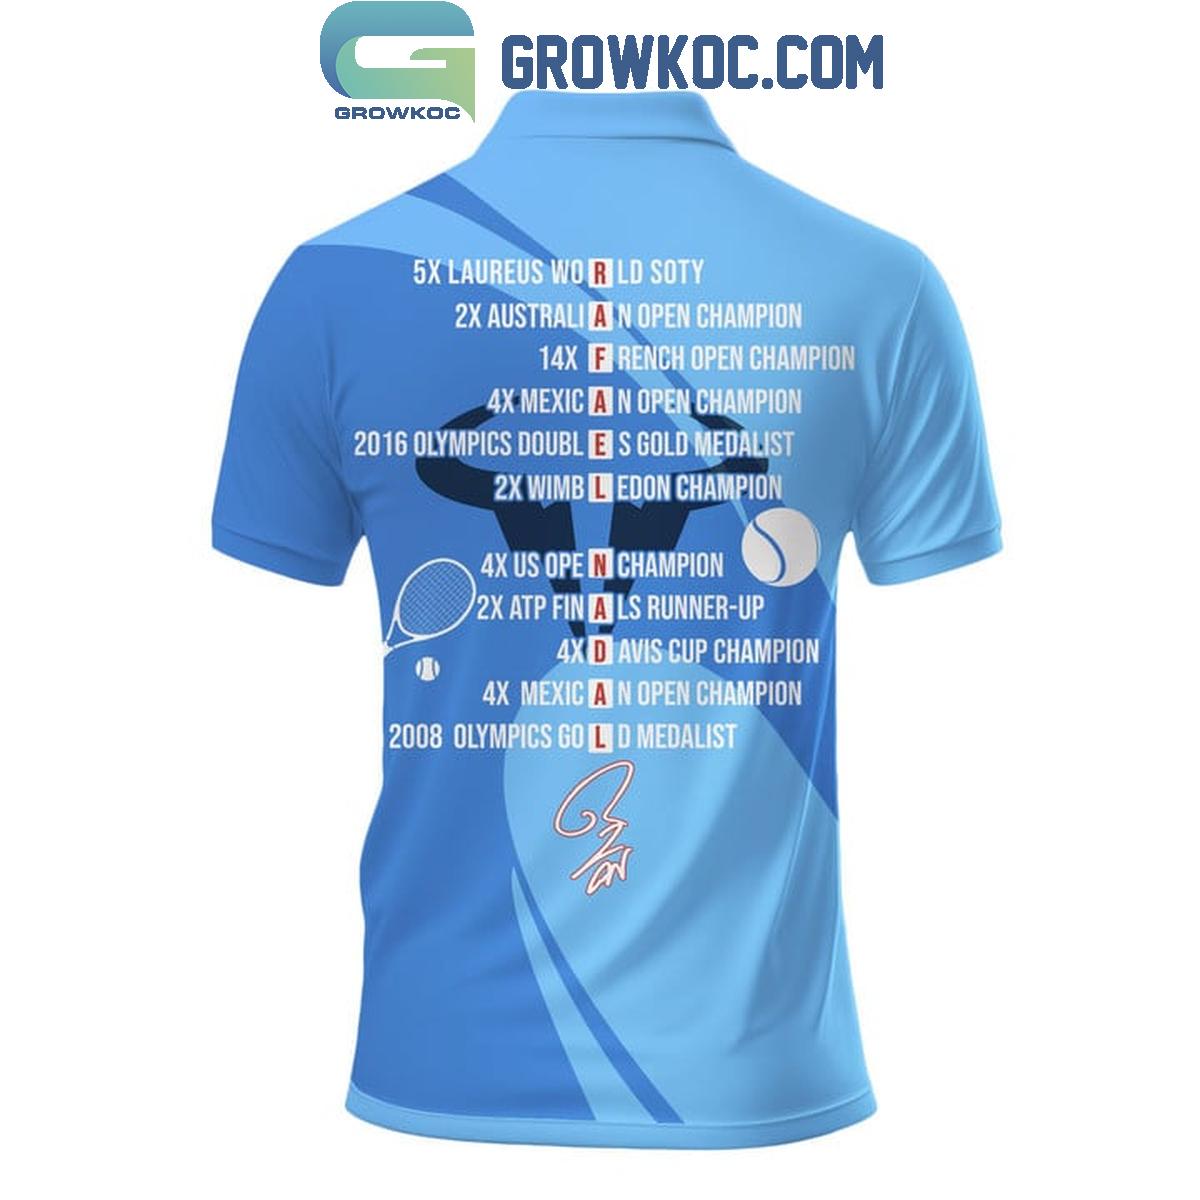 GROWKOC
GROWKOC.COM
5X LAUREUS WORLD SOTY
2X AUSTRALIAN OPEN CHAMPION
14X FRENCH OPEN CHAMPION
4X MEXICAN OPEN CHAMPION
2016 OLYMPICS DOUBLES GOLD MEDALIST
2X WIMBLEDON CHAMPION
4X US OPEN CHAMPION
2X ATP FINALS RUNNER-UP
4X DAVIS CUP CHAMPION
4X MEXICAN OPEN CHAMPION
2008 OLYMPICS GOLD MEDALIST